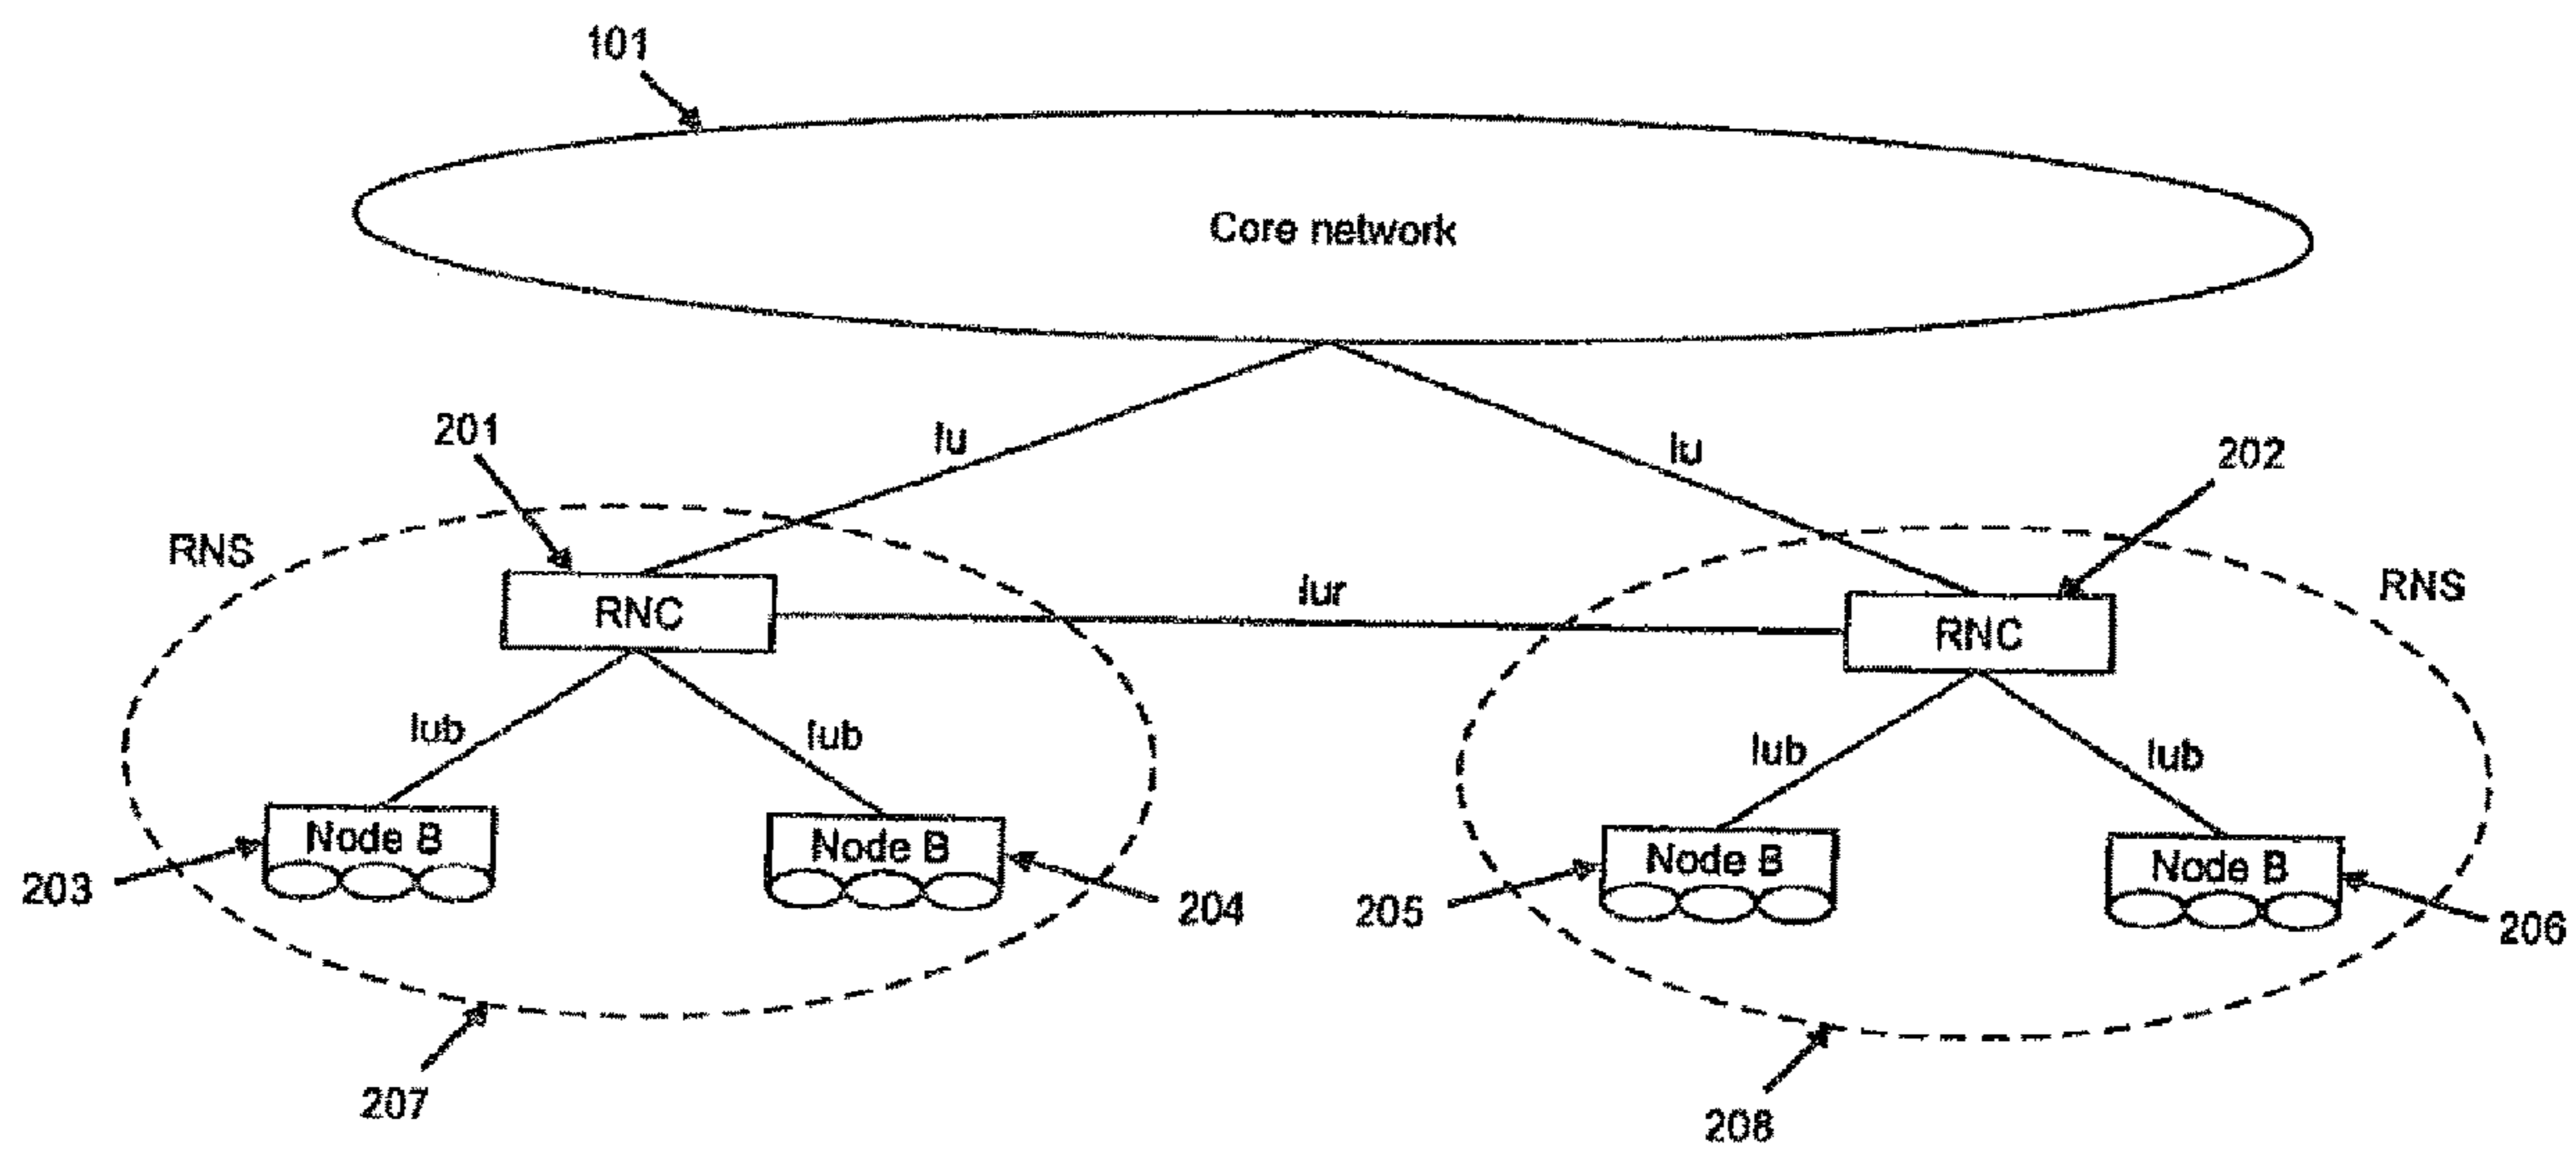 101
Core network
201
Iu
Iu
202
RNS
RNS
RNC
Iur
RNC
Iub
Iub
Iub
Iub
Node B
Node B
Node B
Node B
203
204
205
206
207
208